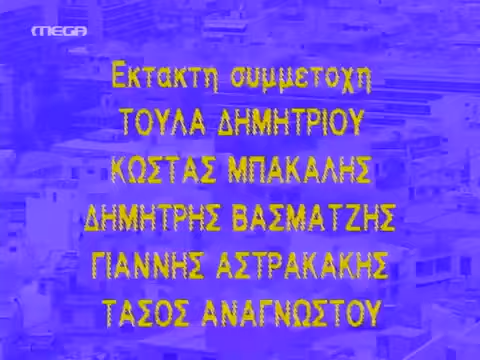 MEGA
Εκτακτη συμμετοχη
ΤΟΥΛΑ ΔΗΜΗΤΡΙΟΥ
ΚΩΣΤΑΣ ΜΠΑΚΑΛΗΣ
ΔΗΜΗΤΡΗΣ ΒΑΣΜΑΤΖΗΣ
ΓΙΑΝΝΗΣ ΑΣΤΡΑΚΑΚΗΣ
ΤΑΣΟΣ ΑΝΑΓΝΩΣΤΟΥ